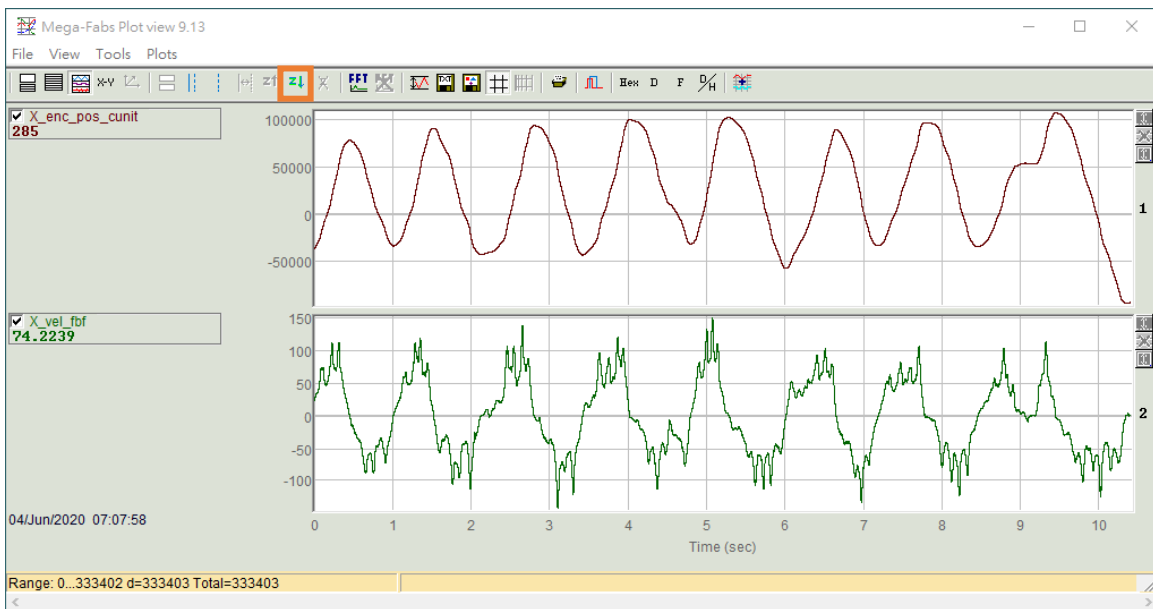 Mega-Fabs Plot view 9.13
File View Tools Plots
X-Y Z↑ Z↓ X FFT TXT Hex D F D/H
X_enc_pos_cunit
285
100000
50000
0
-50000
1
X_vel_fbf
74.2239
150
100
50
0
-50
-100
2
04/Jun/2020 07:07:58
0 1 2 3 4 5 6 7 8 9 10
Time (sec)
Range: 0...333402 d=333403 Total=333403